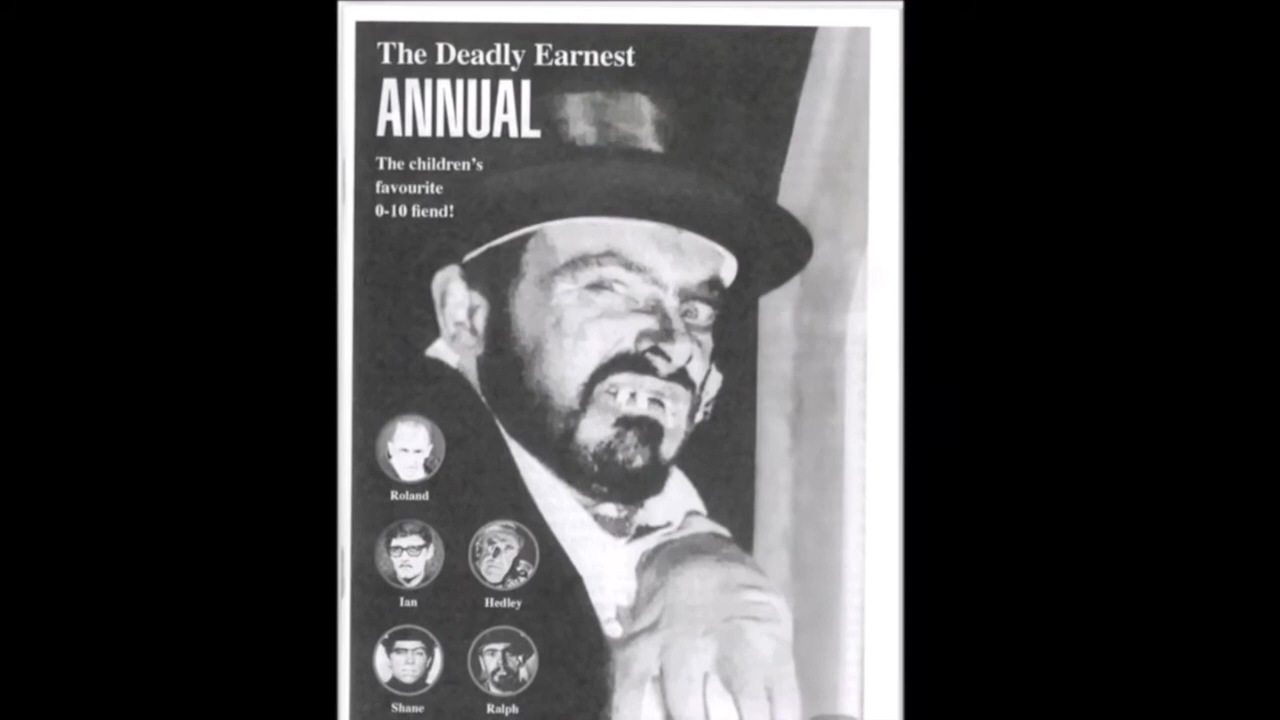 The Deadly Earnest
ANNUAL
The children's
favourite
0-10 fiend!
Roland
Ian
Hedley
Shane
Ralph